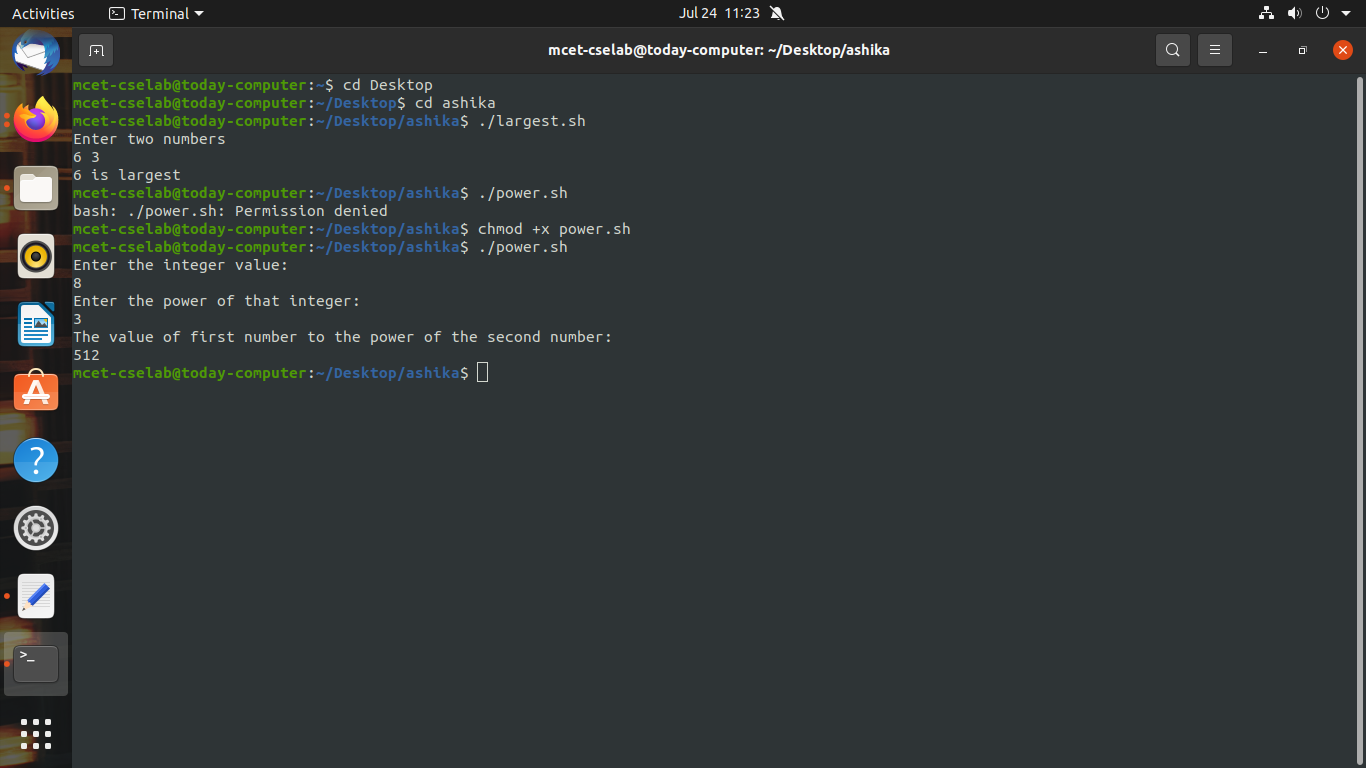 Activities
Terminal
Jul 24 11:23
mcet-cselab@today-computer: ~/Desktop/ashika
mcet-cselab@today-computer:~$ cd Desktop
mcet-cselab@today-computer:~/Desktop$ cd ashika
mcet-cselab@today-computer:~/Desktop/ashika$ ./largest.sh
Enter two numbers
6 3
6 is largest
mcet-cselab@today-computer:~/Desktop/ashika$ ./power.sh
bash: ./power.sh: Permission denied
mcet-cselab@today-computer:~/Desktop/ashika$ chmod +x power.sh
mcet-cselab@today-computer:~/Desktop/ashika$ ./power.sh
Enter the integer value:
8
Enter the power of that integer:
3
The value of first number to the power of the second number:
512
mcet-cselab@today-computer:~/Desktop/ashika$